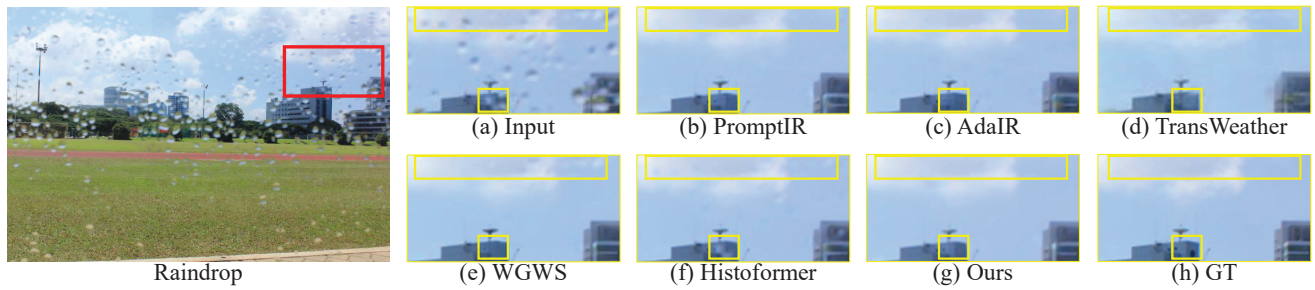 (a) Input
(b) PromptIR
(c) AdaIR
(d) TransWeather
Raindrop
(e) WGWS
(f) Histoformer
(g) Ours
(h) GT